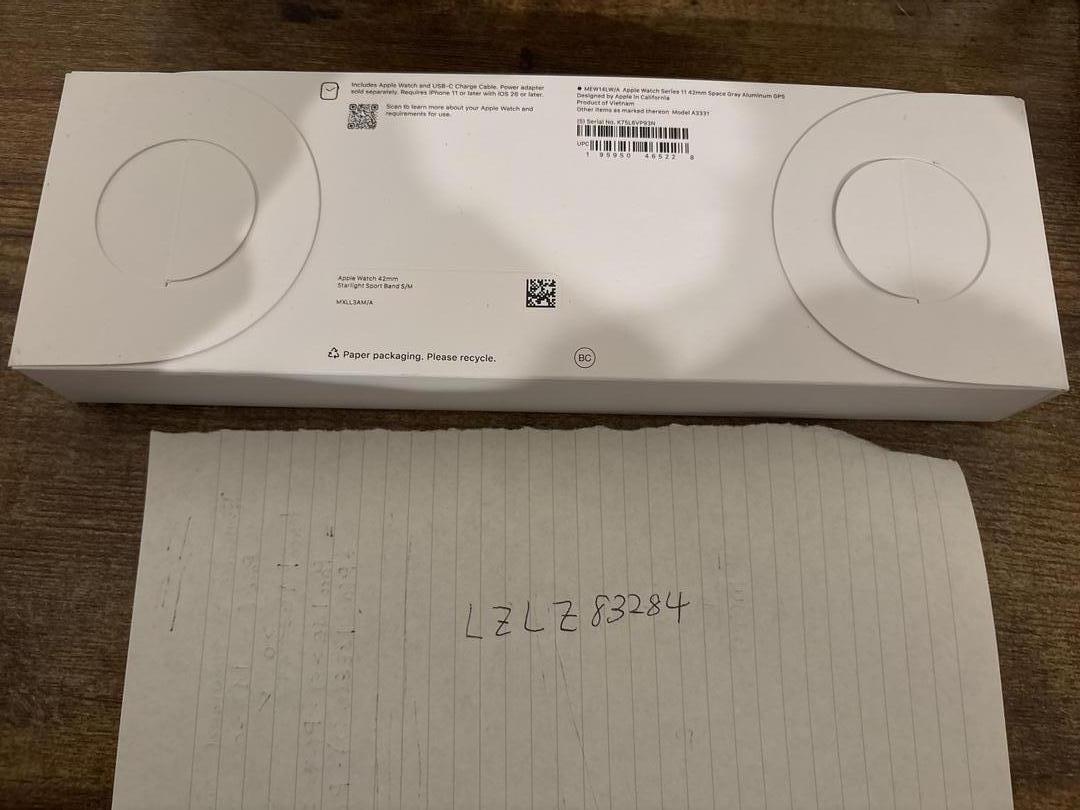 Includes Apple Watch and USB-C Charge Cable. Power adapter
sold separately. Requires iPhone 11 or later with iOS 26 or later.
Scan to learn more about your Apple Watch and
requirements for use.
MEW14LW/A Apple Watch Series 11 42mm Space Gray Aluminum GPS
Designed by Apple in California
Product of Vietnam
Other items as marked thereon Model A3331
(S) Serial No. K75L6VP93N
UPC
1 95950 46522 8
Apple Watch 42mm
Starlight Sport Band S/M
MXLL3AM/A
Paper packaging. Please recycle.
BC
LZLZ83284